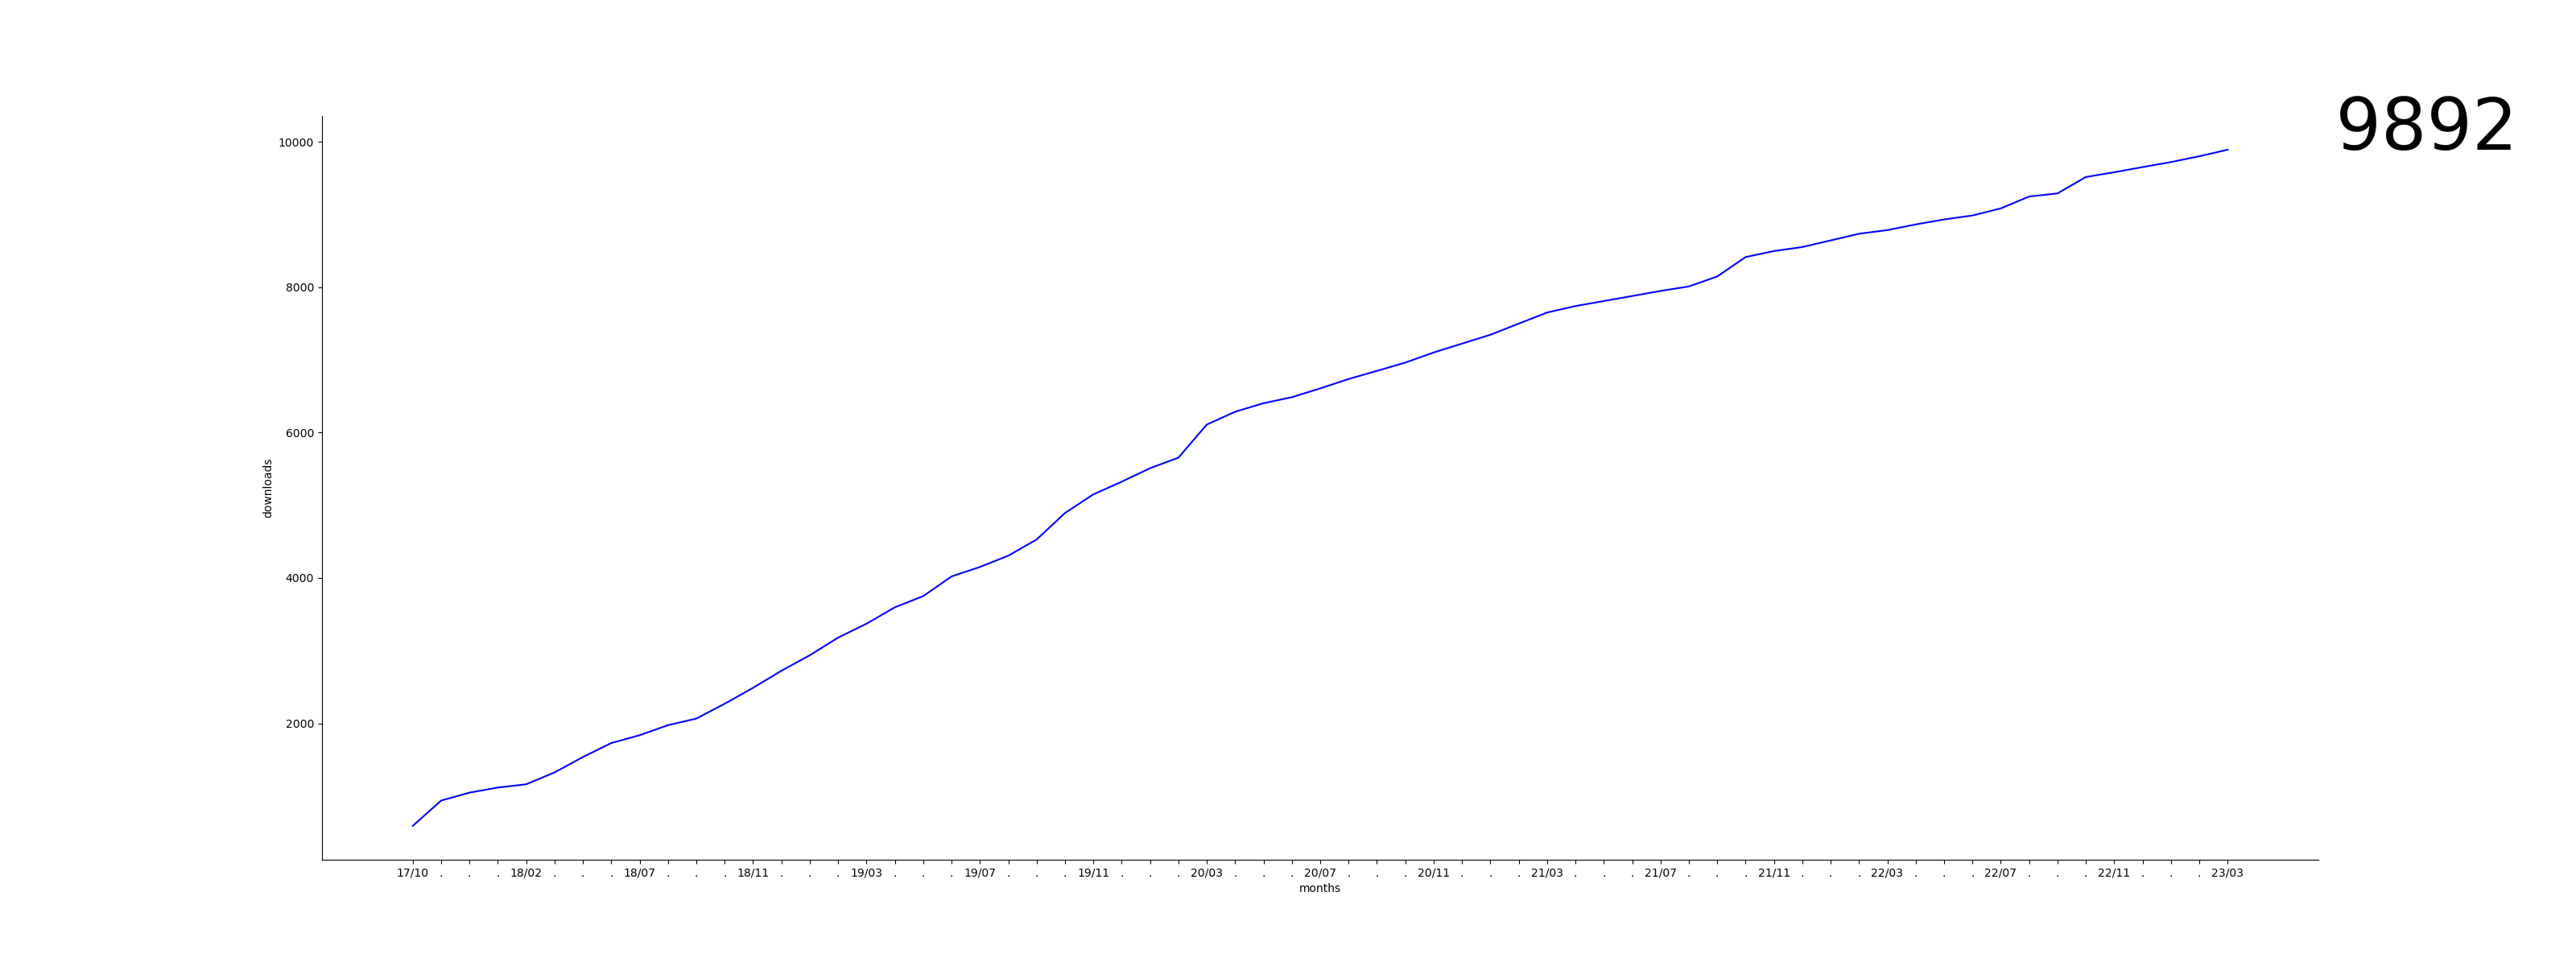 9892
10000
8000
6000
4000
2000
downloads
17/10 . . . 18/02 . . . 18/07 . . . 18/11 . . . 19/03 . . . 19/07 . . . 19/11 . . . 20/03 . . . 20/07 . . . 20/11 . . . 21/03 . . . 21/07 . . . 21/11 . . . 22/03 . . . 22/07 . . . 22/11 . . . 23/03
months